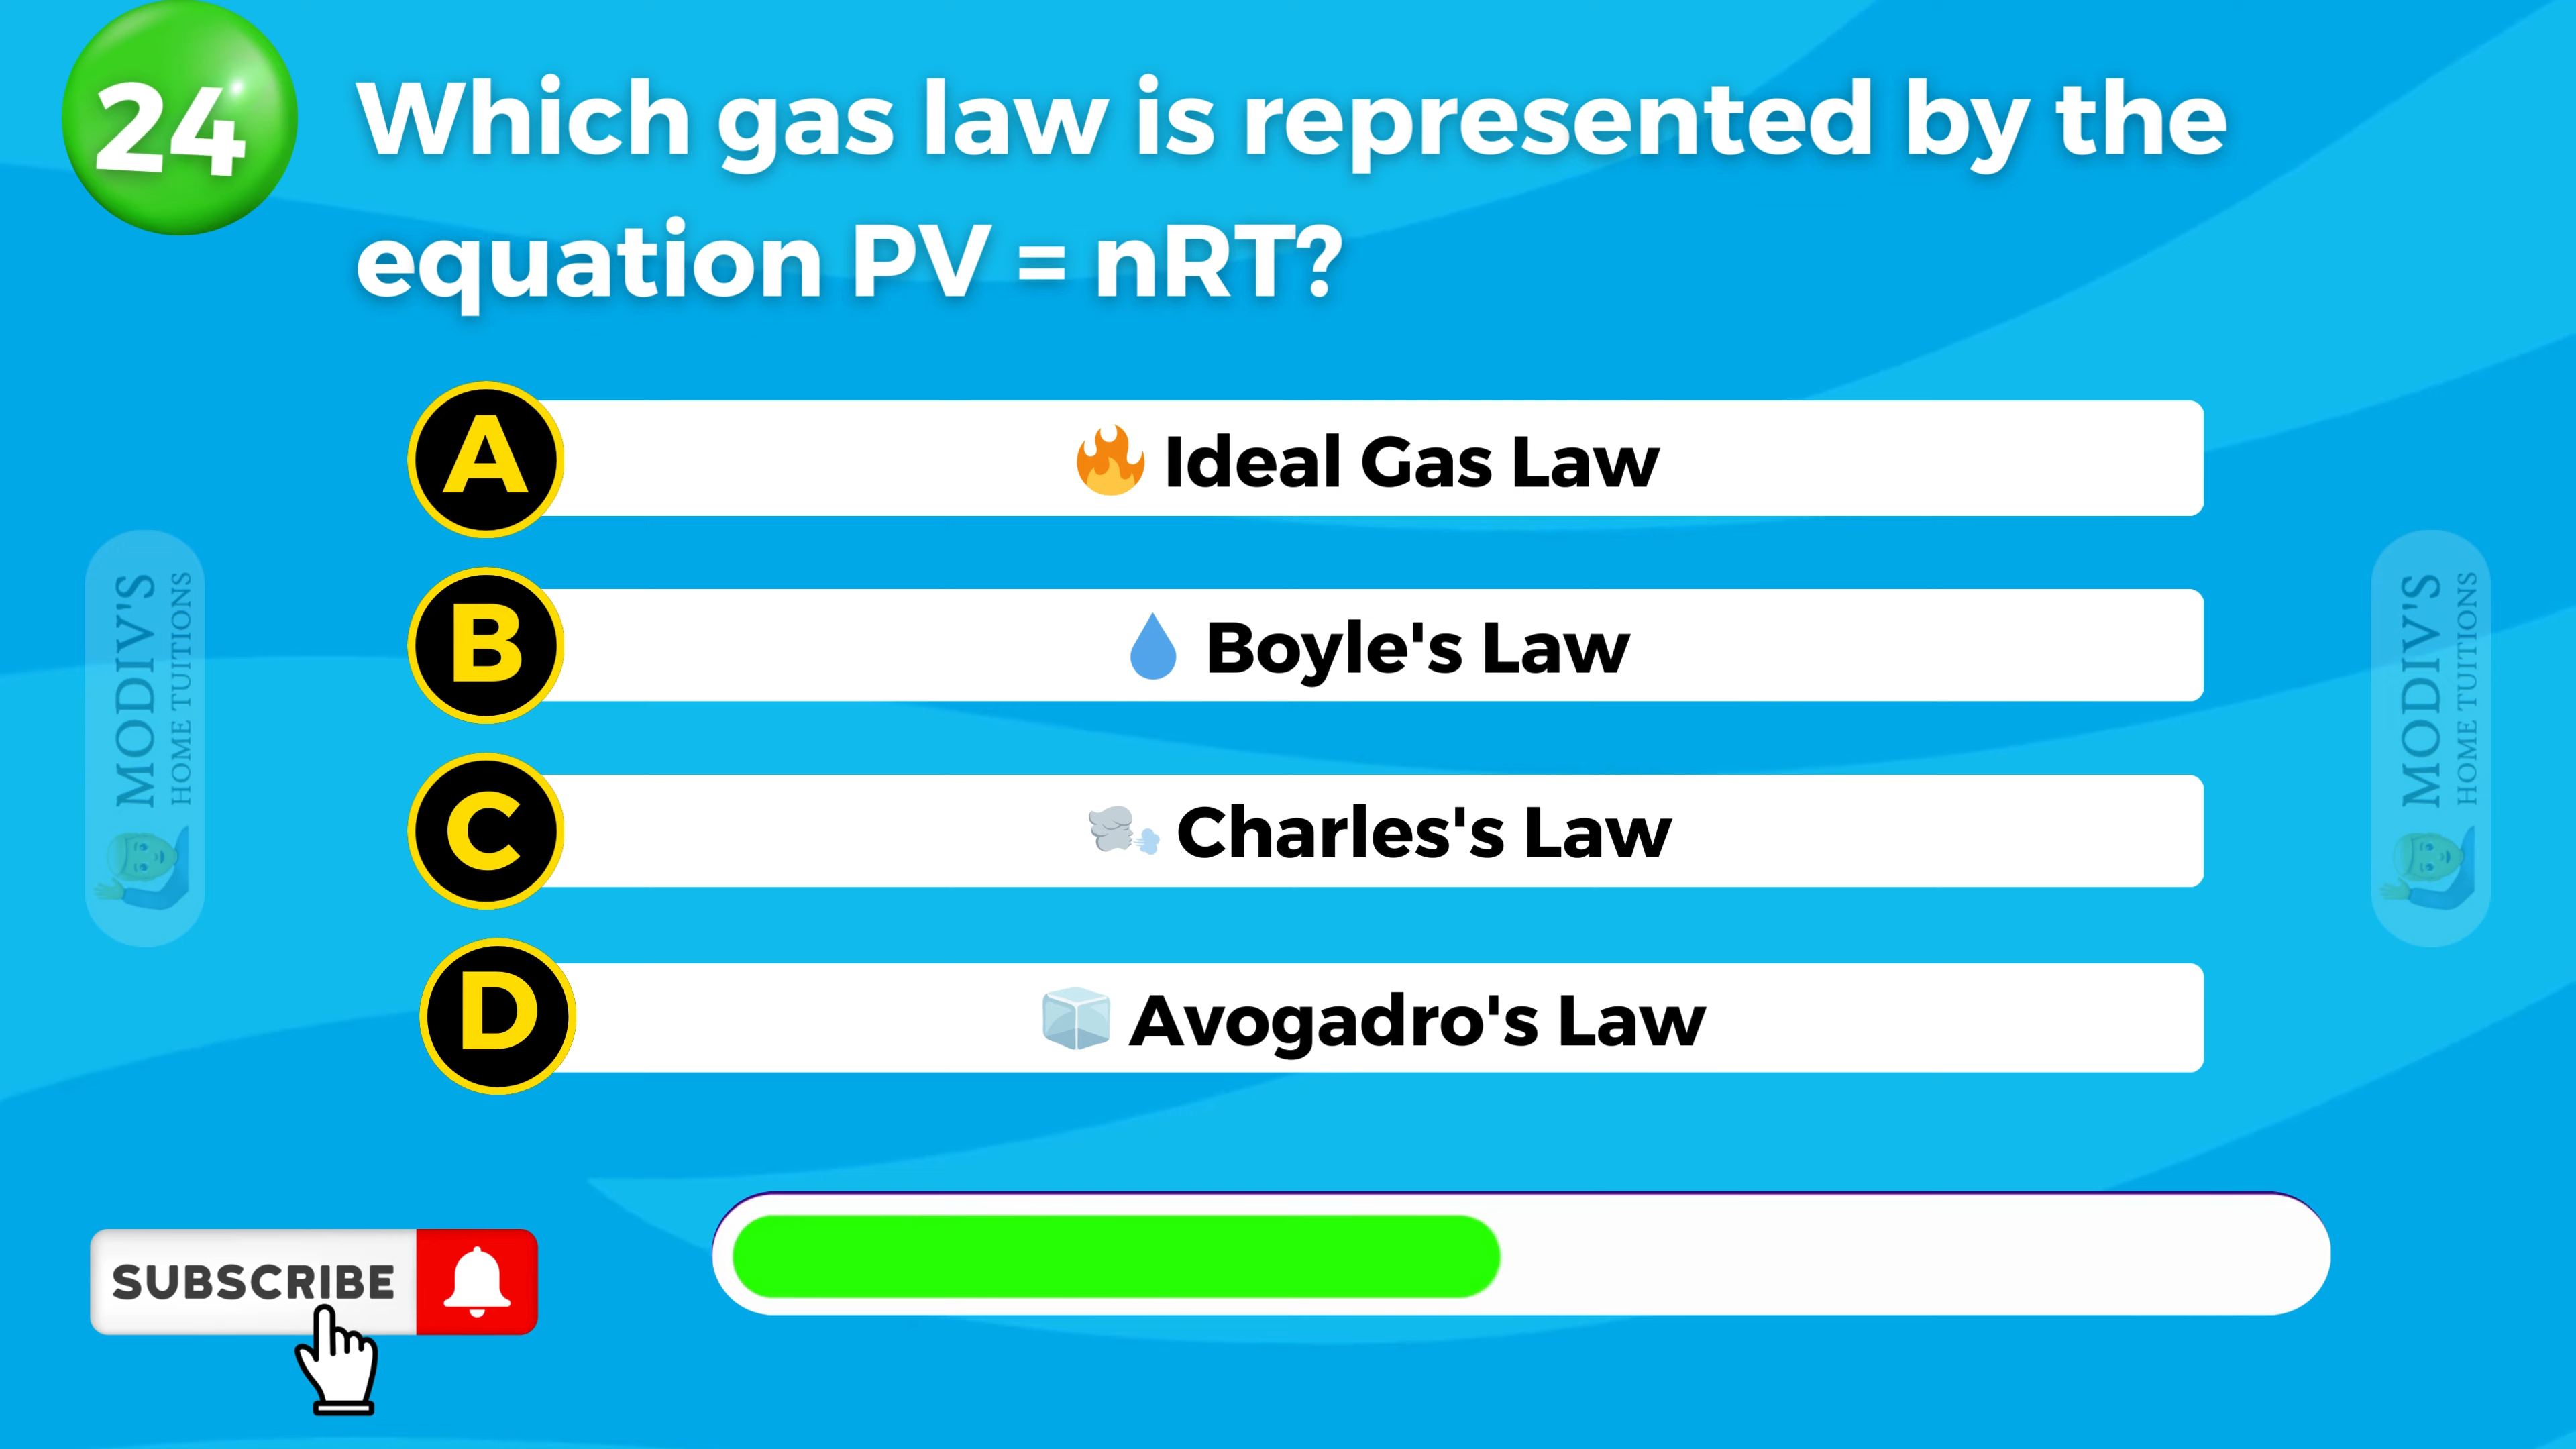 24
Which gas law is represented by the
equation PV = nRT?
A
🔥 Ideal Gas Law
B
💧 Boyle's Law
C
🌬️ Charles's Law
D
🧊 Avogadro's Law
MODIV'S
HOME TUITIONS
MODIV'S
HOME TUITIONS
SUBSCRIBE